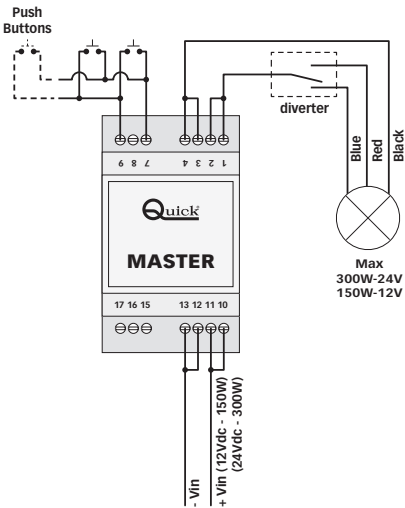 Push
Buttons
diverter
Blue
Red
Black
9 8 7
4 3 2 1
Quick®
MASTER
Max
300W-24V
150W-12V
17 16 15
13 12 11 10
- Vin
+ Vin (12Vdc - 150W)
(24Vdc - 300W)